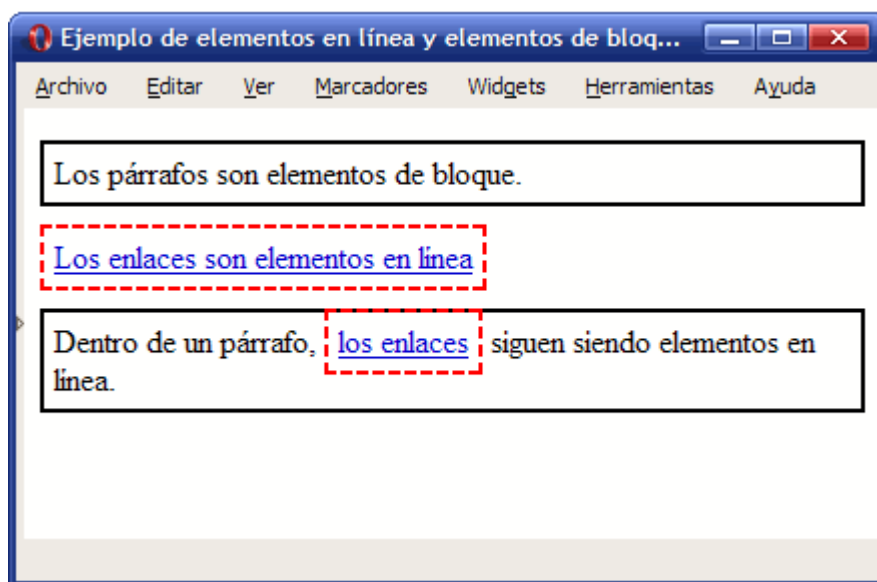 Ejemplo de elementos en línea y elementos de bloq...
Archivo Editar Ver Marcadores Widgets Herramientas Ayuda
Los párrafos son elementos de bloque.
Los enlaces son elementos en línea
Dentro de un párrafo, los enlaces siguen siendo elementos en
línea.